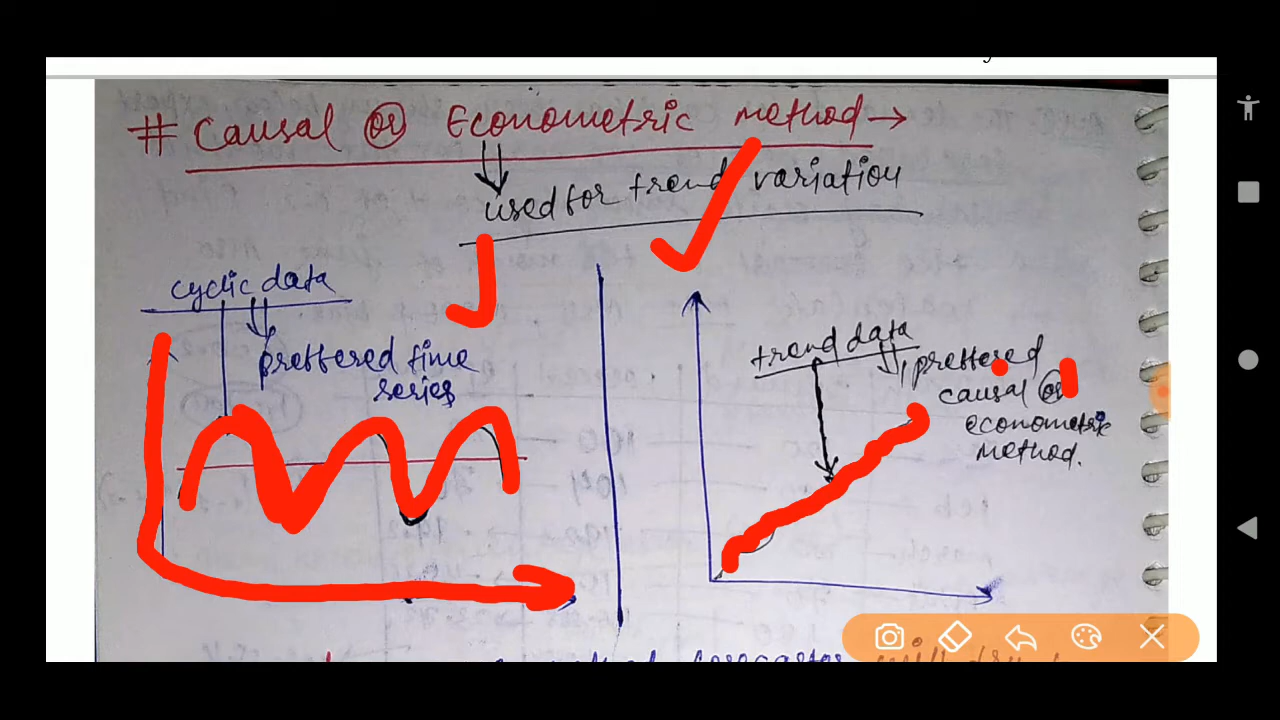 # Causal or Econometric method →
used for trend variation
cyclic data
preffered time
series
trend data
preffered
causal or
econometric
method.